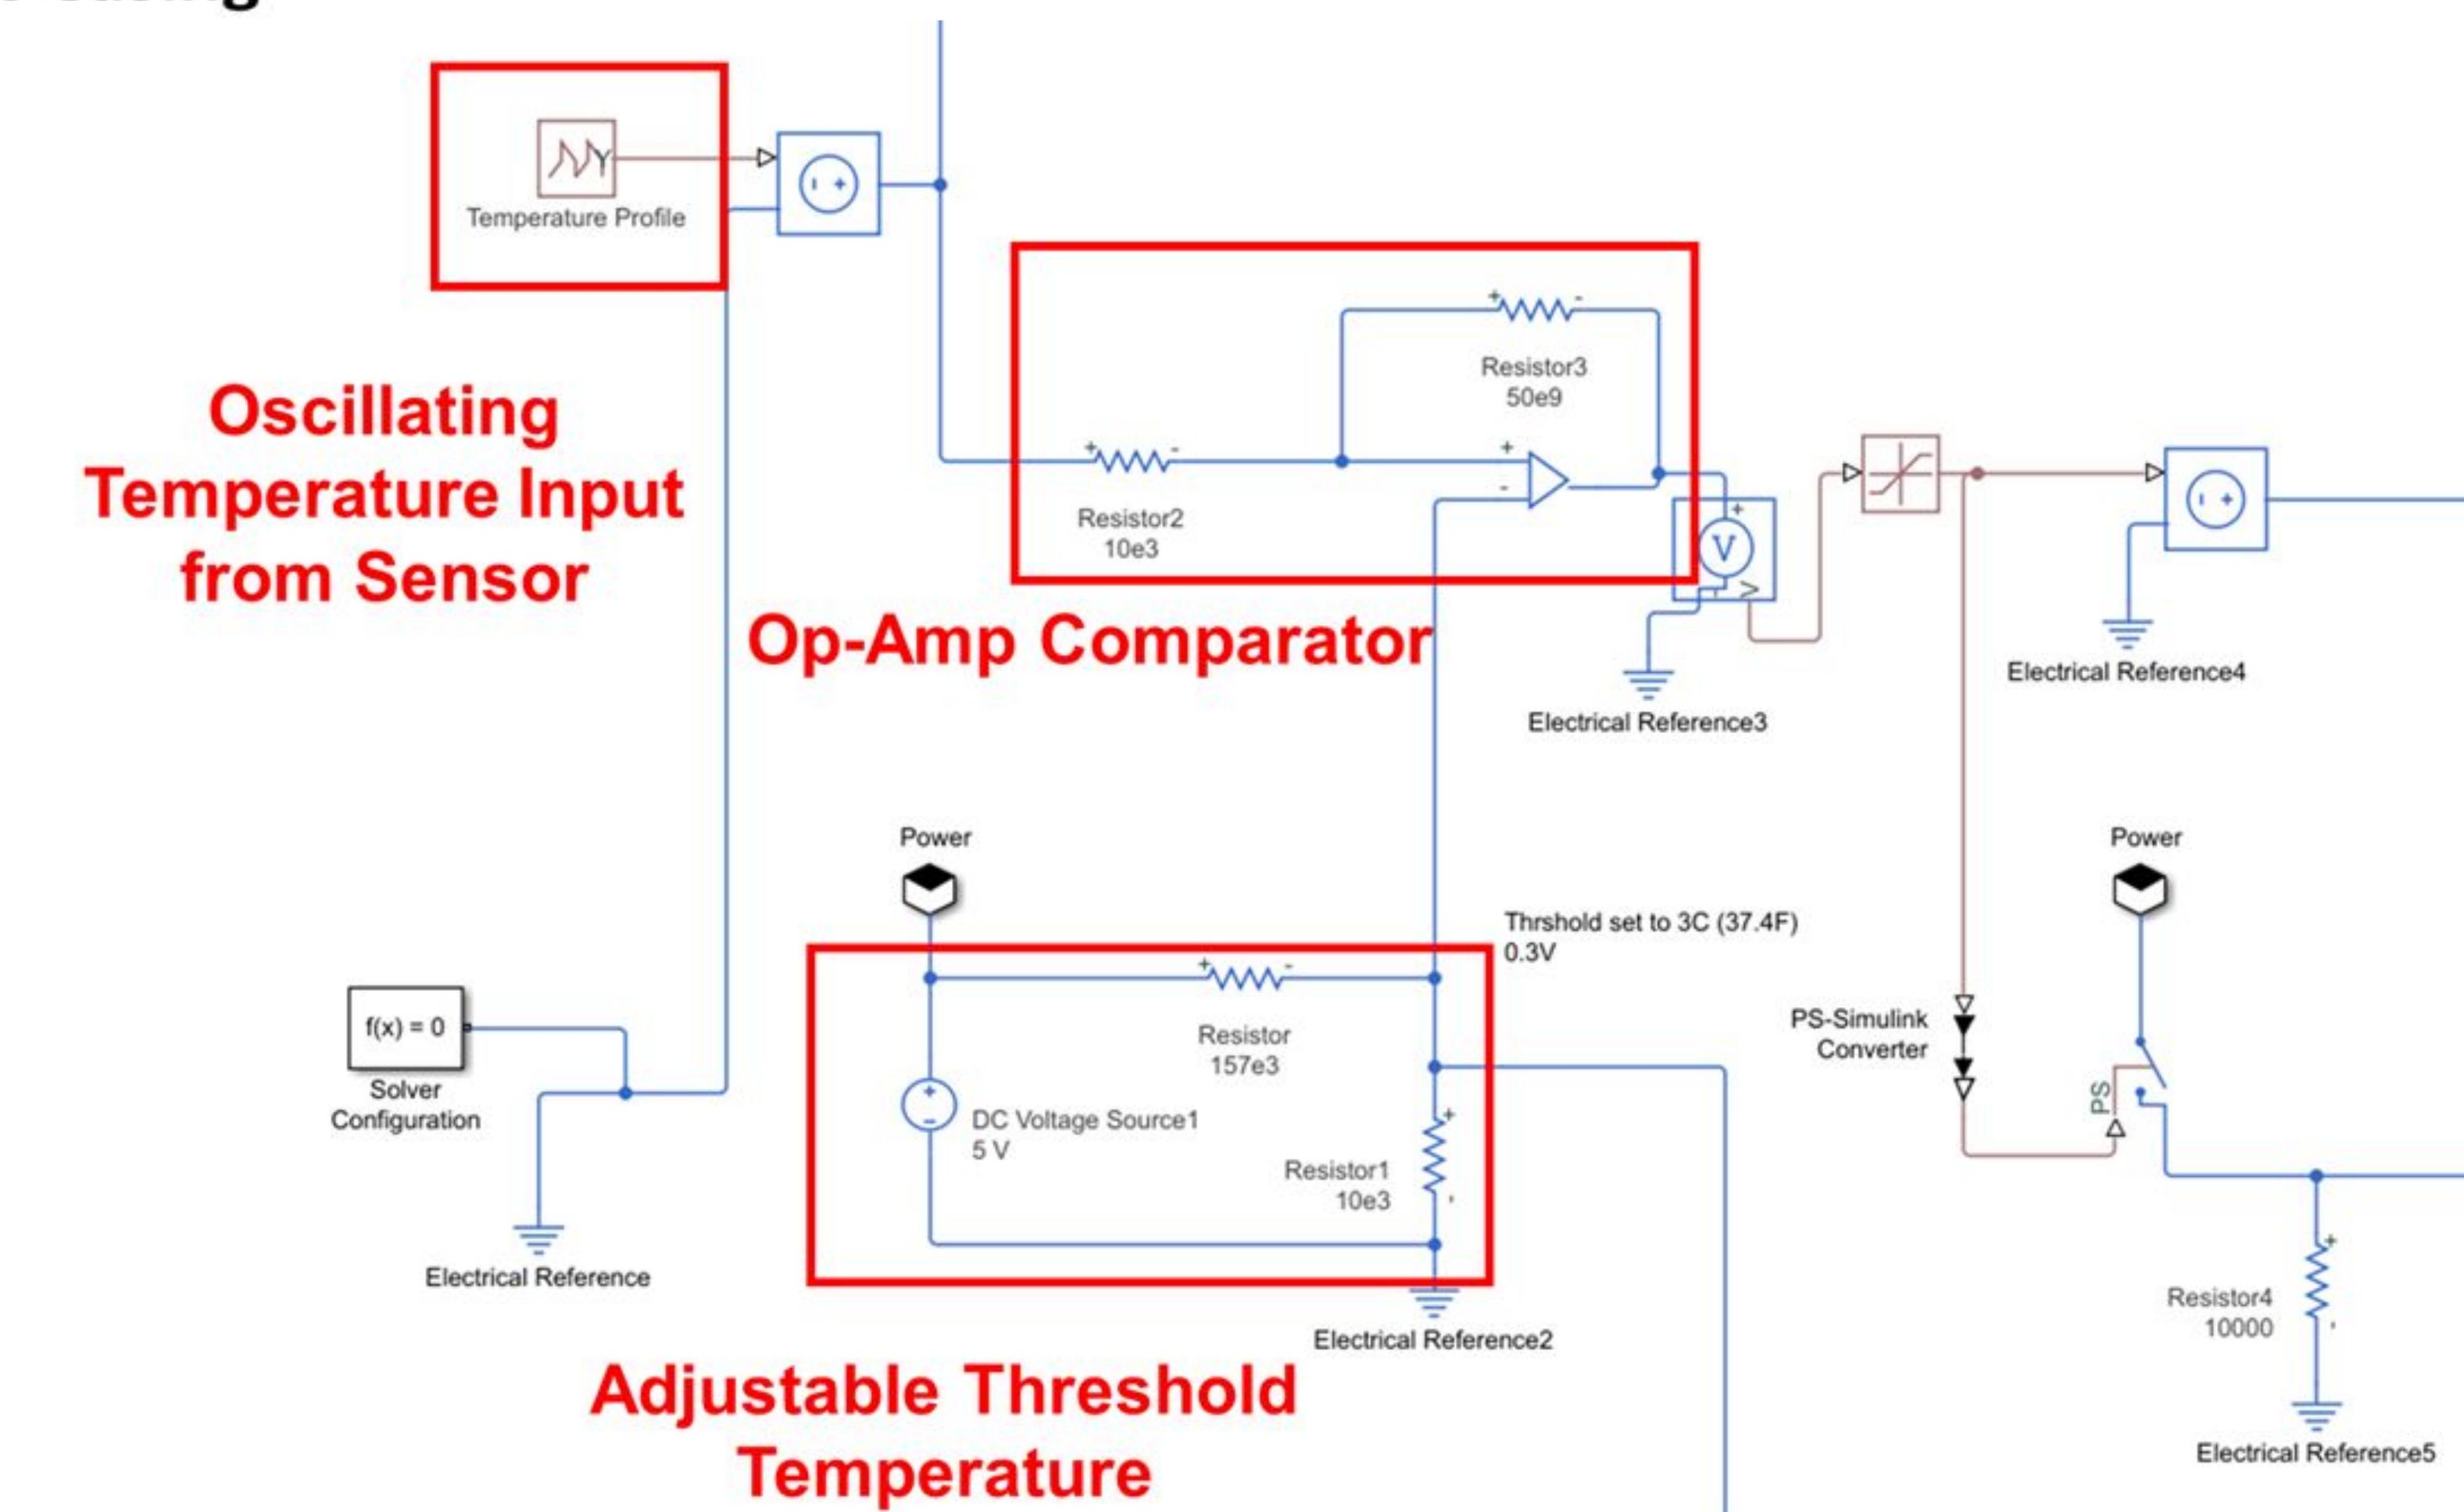 Temperature Profile
Oscillating
Temperature Input
from Sensor
+ -
Resistor3
50e9
+ -
Resistor2
10e3
+
-
Op-Amp Comparator
+
V
-
V
Electrical Reference3
Electrical Reference4
Power
Thrshold set to 3C (37.4F)
0.3V
+ -
Resistor
157e3
DC Voltage Source1
5 V
+
Resistor1
10e3
-
Electrical Reference2
f(x) = 0
Solver
Configuration
Electrical Reference
Adjustable Threshold
Temperature
Power
PS-Simulink
Converter
PS
+
Resistor4
10000
-
Electrical Reference5